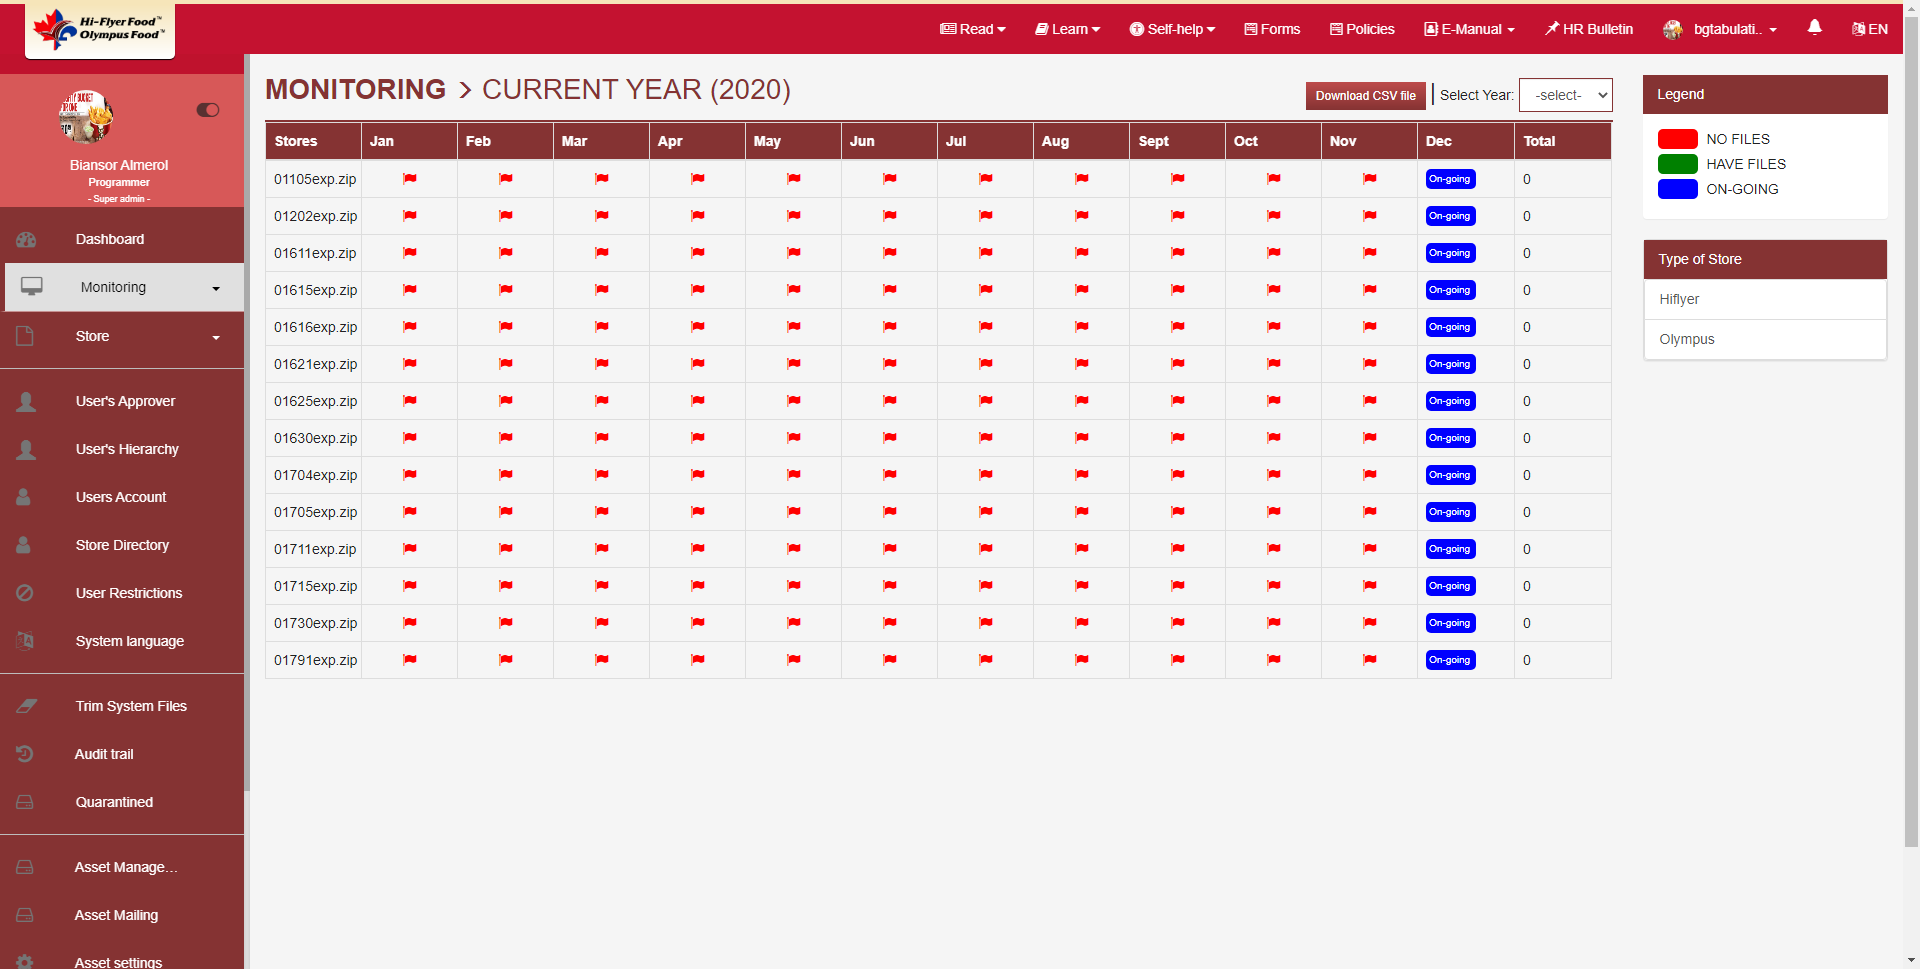 Hi-Flyer Food™
Olympus Food™
Read
Learn
Self-help
Forms
Policies
E-Manual
HR Bulletin
bgtabulati..
EN
Biansor Almerol
Programmer
- Super admin -
Dashboard
Monitoring
Store
User's Approver
User's Hierarchy
Users Account
Store Directory
User Restrictions
System language
Trim System Files
Audit trail
Quarantined
Asset Manage...
Asset Mailing
Asset settings
MONITORING > CURRENT YEAR (2020)
Download CSV file
Select Year: -select-
Stores Jan Feb Mar Apr May Jun Jul Aug Sept Oct Nov Dec Total
01105exp.zip On-going 0
01202exp.zip On-going 0
01611exp.zip On-going 0
01615exp.zip On-going 0
01616exp.zip On-going 0
01621exp.zip On-going 0
01625exp.zip On-going 0
01630exp.zip On-going 0
01704exp.zip On-going 0
01705exp.zip On-going 0
01711exp.zip On-going 0
01715exp.zip On-going 0
01730exp.zip On-going 0
01791exp.zip On-going 0
Legend
NO FILES
HAVE FILES
ON-GOING
Type of Store
Hiflyer
Olympus